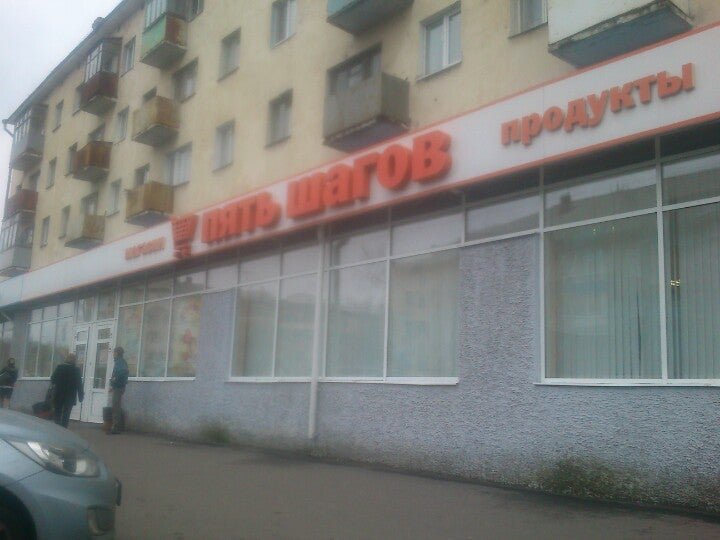 магазин пять шагов продукты